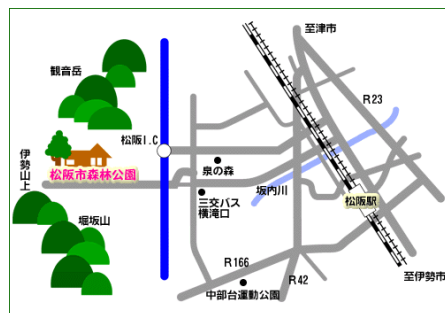 至津市
観音岳
R23
松阪I.C
泉の森
伊勢山上
松阪市森林公園
坂内川
三交バス
横滝口
松阪駅
堀坂山
R166
R42
至伊勢市
中部台運動公園